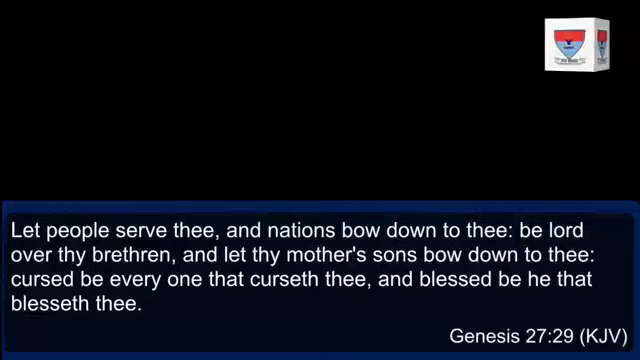 Let people serve thee, and nations bow down to thee: be lord
over thy brethren, and let thy mother's sons bow down to thee:
cursed be every one that curseth thee, and blessed be he that
blesseth thee.
Genesis 27:29 (KJV)